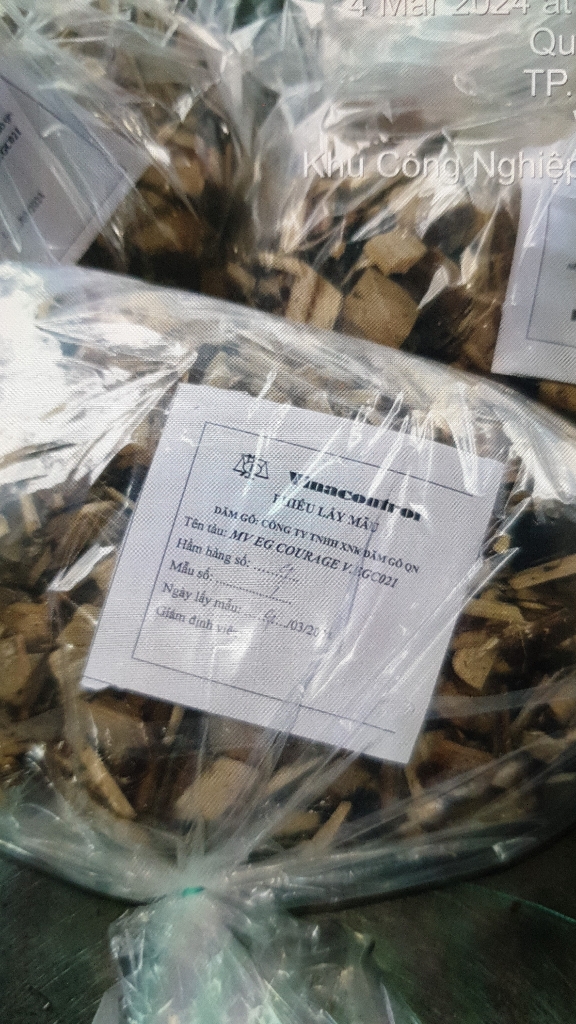 4 Mar 2024 at
Qu
TP.
Khu Công Nghiệp
Vinacontrol
PHIẾU LẤY MẪU
DĂM GỖ: CÔNG TY TNHH XNK DĂM GỖ QN
Tên tàu: MV EG COURAGE V.EGC021
Hầm hàng số: ..........
Mẫu số: ....................
Ngày lấy mẫu: ........../03/20
Giám định viên